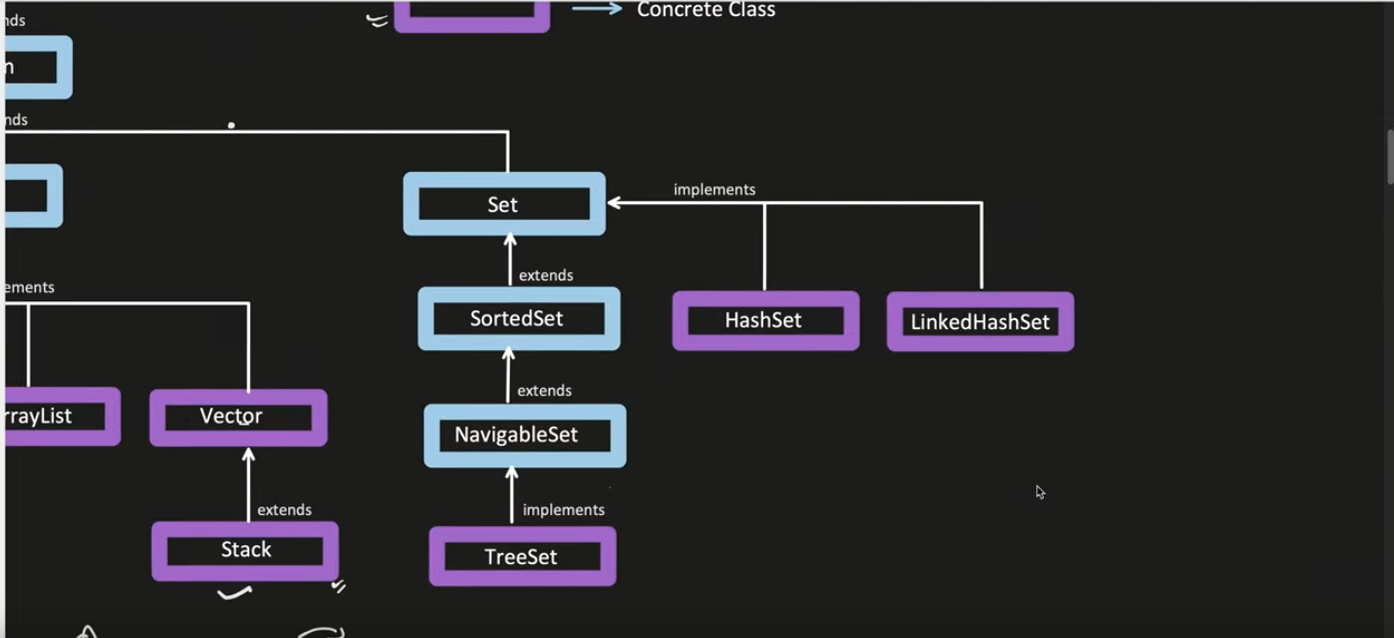 nds
Concrete Class
n
nds
Set
implements
extends
ements
SortedSet
HashSet
LinkedHashSet
extends
rrayList
Vector
NavigableSet
extends
implements
Stack
TreeSet